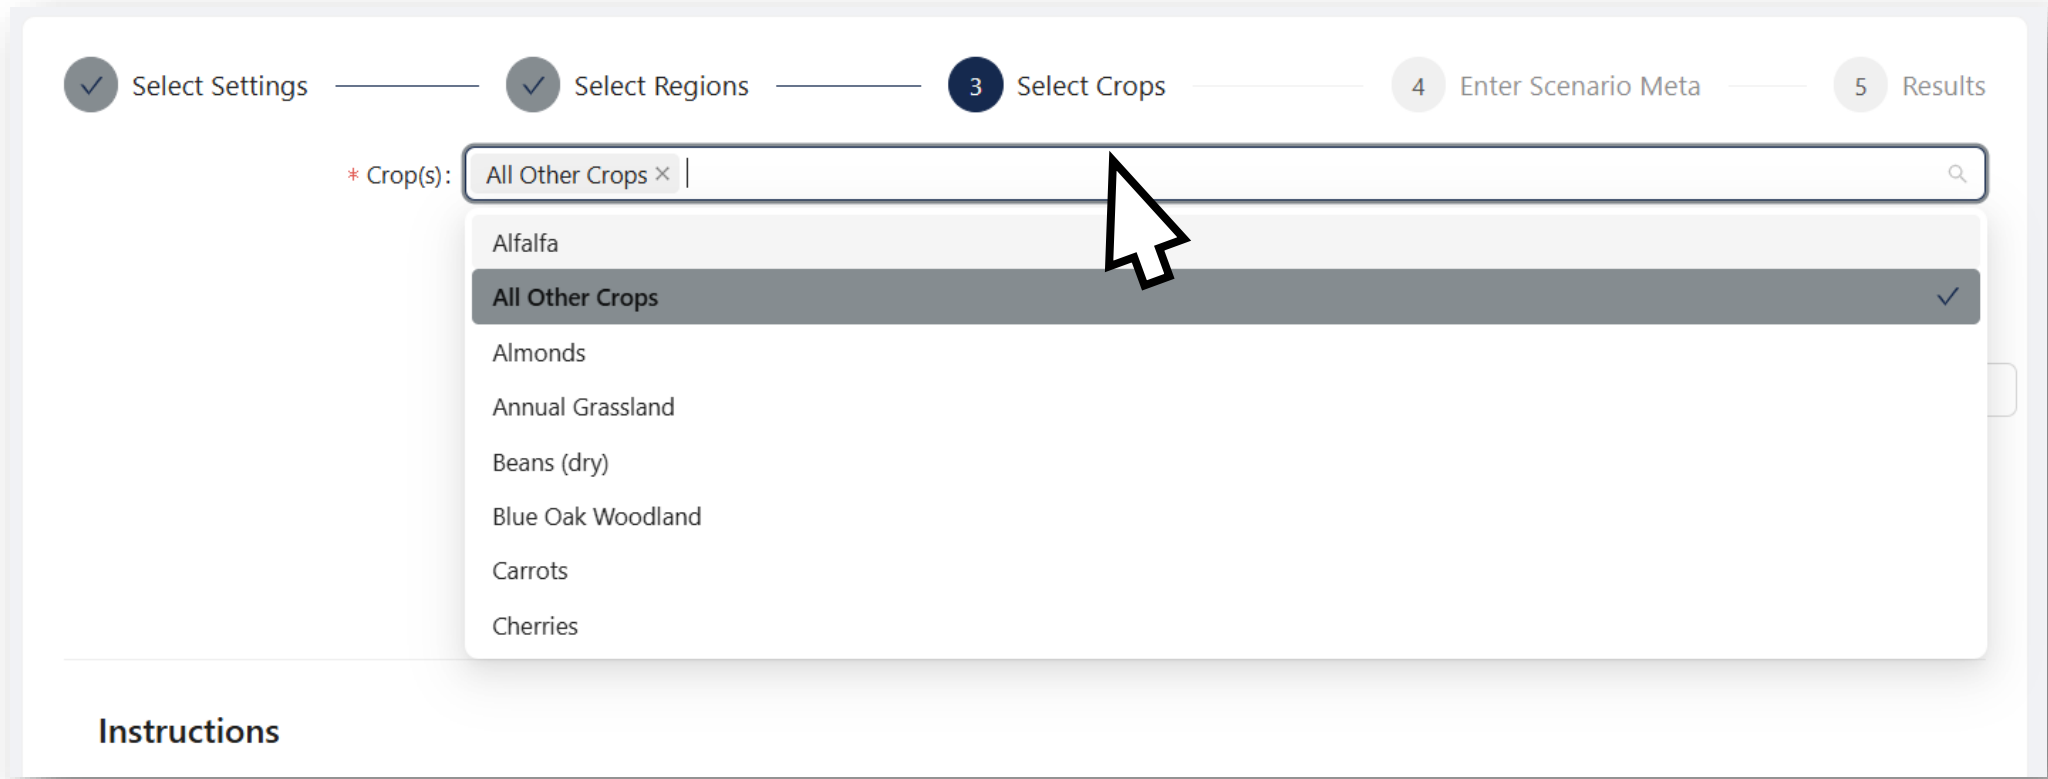 Select Settings Select Regions 3 Select Crops 4 Enter Scenario Meta 5 Results
* Crop(s): All Other Crops
Alfalfa
All Other Crops
Almonds
Annual Grassland
Beans (dry)
Blue Oak Woodland
Carrots
Cherries
Instructions